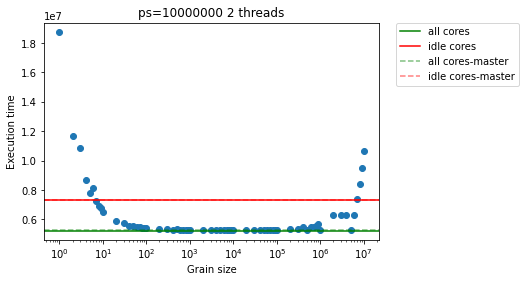 ps=10000000 2 threads
1e7
1.8
1.6
1.4
1.2
1.0
0.8
0.6
Execution time
10⁰
10¹
10²
10³
10⁴
10⁵
10⁶
10⁷
Grain size
all cores
idle cores
all cores-master
idle cores-master